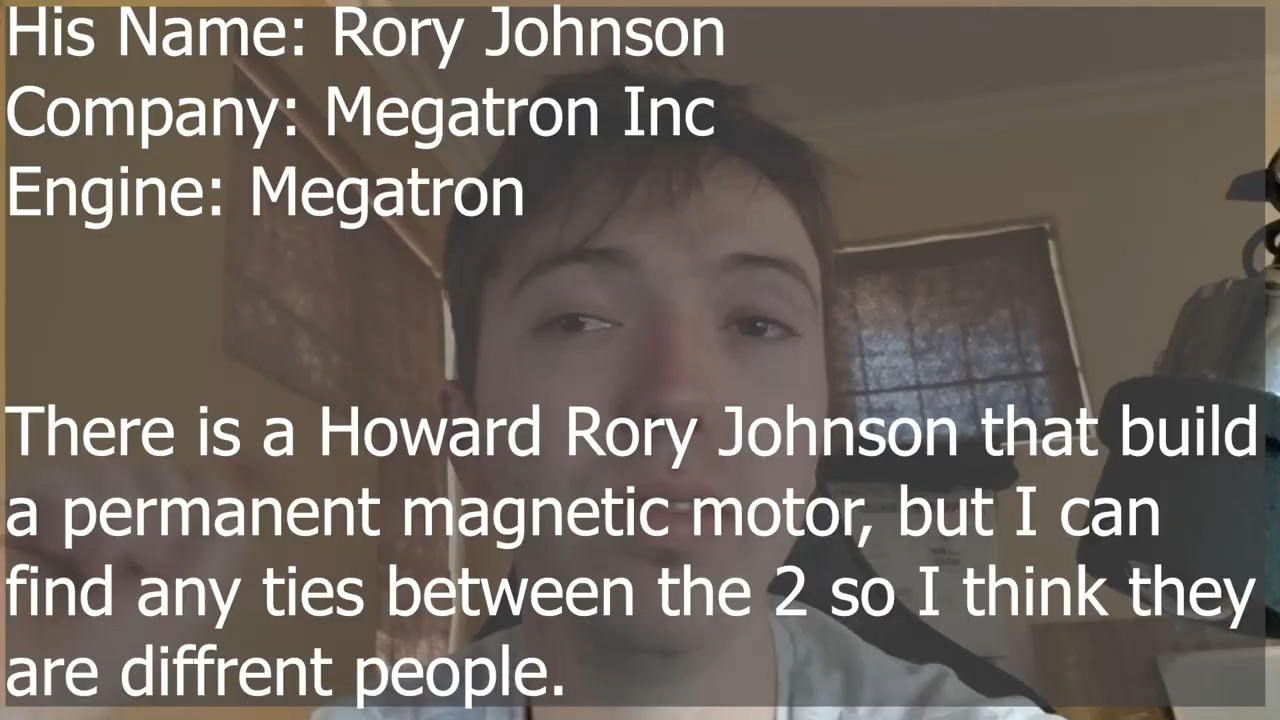 His Name: Rory Johnson
Company: Megatron Inc
Engine: Megatron
There is a Howard Rory Johnson that build
a permanent magnetic motor, but I can
find any ties between the 2 so I think they
are diffrent people.